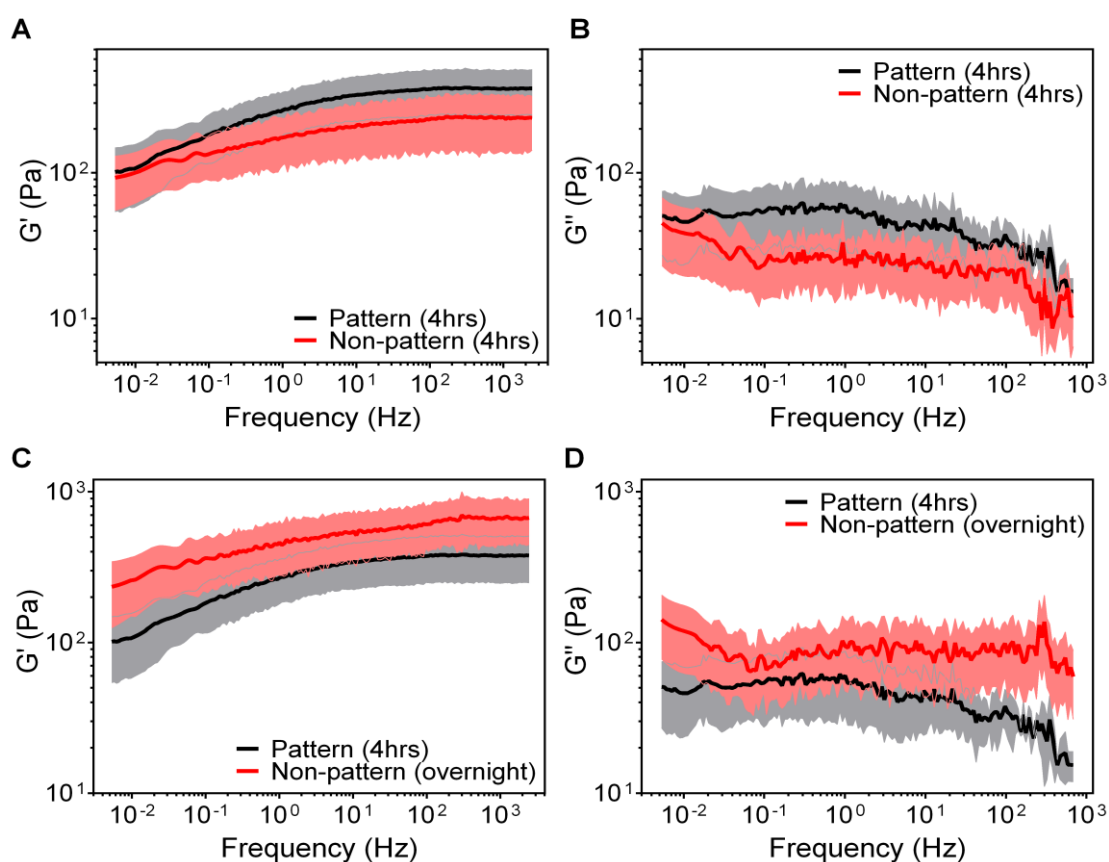 A
G' (Pa)
10²
10¹
Pattern (4hrs)
Non-pattern (4hrs)
10⁻² 10⁻¹ 10⁰ 10¹ 10² 10³
Frequency (Hz)
B
G'' (Pa)
10²
10¹
Pattern (4hrs)
Non-pattern (4hrs)
10⁻² 10⁻¹ 10⁰ 10¹ 10² 10³
Frequency (Hz)
C
G' (Pa)
10³
10²
10¹
Pattern (4hrs)
Non-pattern (overnight)
10⁻² 10⁻¹ 10⁰ 10¹ 10² 10³
Frequency (Hz)
D
G'' (Pa)
10³
10²
10¹
Pattern (4hrs)
Non-pattern (overnight)
10⁻² 10⁻¹ 10⁰ 10¹ 10² 10³
Frequency (Hz)